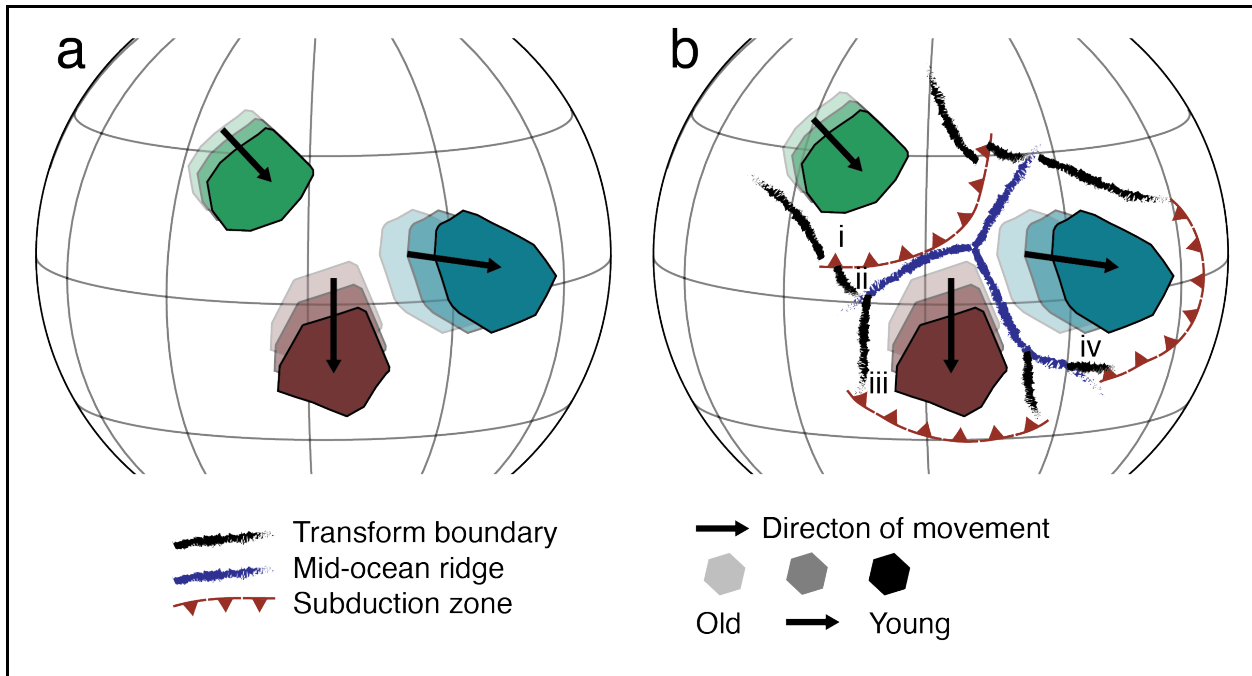 a
b
i
ii
iii
iv
Transform boundary
Mid-ocean ridge
Subduction zone
Directon of movement
Old
Young